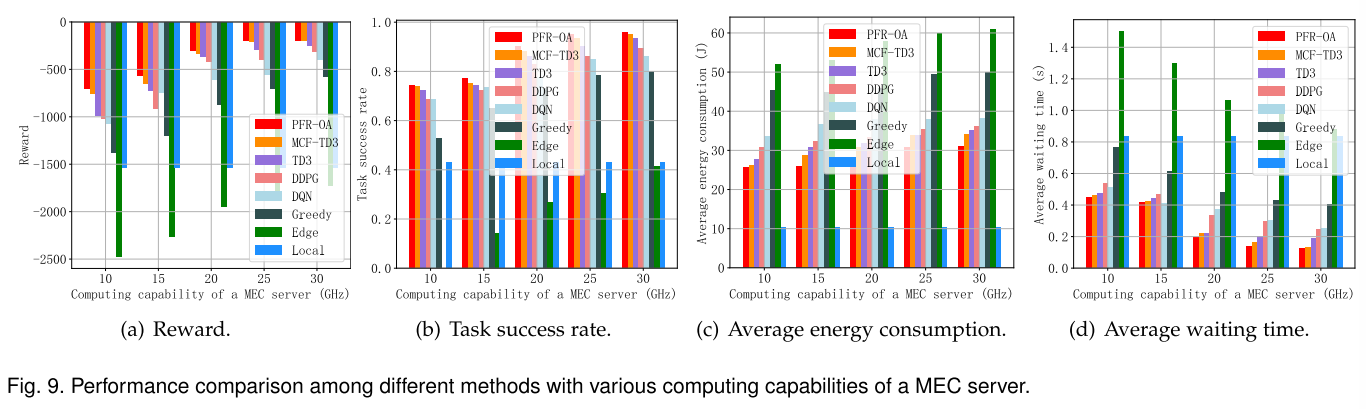 0
−500
−1000
−1500
−2000
−2500
Reward
10 15 20 25 30
Computing capability of a MEC server (GHz)
PFR-OA
MCF-TD3
TD3
DDPG
DQN
Greedy
Edge
Local
(a) Reward.
1.0
0.8
0.6
0.4
0.2
0.0
Task success rate
10 15 20 25 30
Computing capability of a MEC server (GHz)
PFR-OA
MCF-TD3
TD3
DDPG
DQN
Greedy
Edge
Local
(b) Task success rate.
60
50
40
30
20
10
0
Average energy consumption (J)
10 15 20 25 30
Computing capability of a MEC server (GHz)
PFR-OA
MCF-TD3
TD3
DDPG
DQN
Greedy
Edge
Local
(c) Average energy consumption.
1.4
1.2
1.0
0.8
0.6
0.4
0.2
0.0
Average waiting time (s)
10 15 20 25 30
Computing capability of a MEC server (GHz)
PFR-OA
MCF-TD3
TD3
DDPG
DQN
Greedy
Edge
Local
(d) Average waiting time.
Fig. 9. Performance comparison among different methods with various computing capabilities of a MEC server.